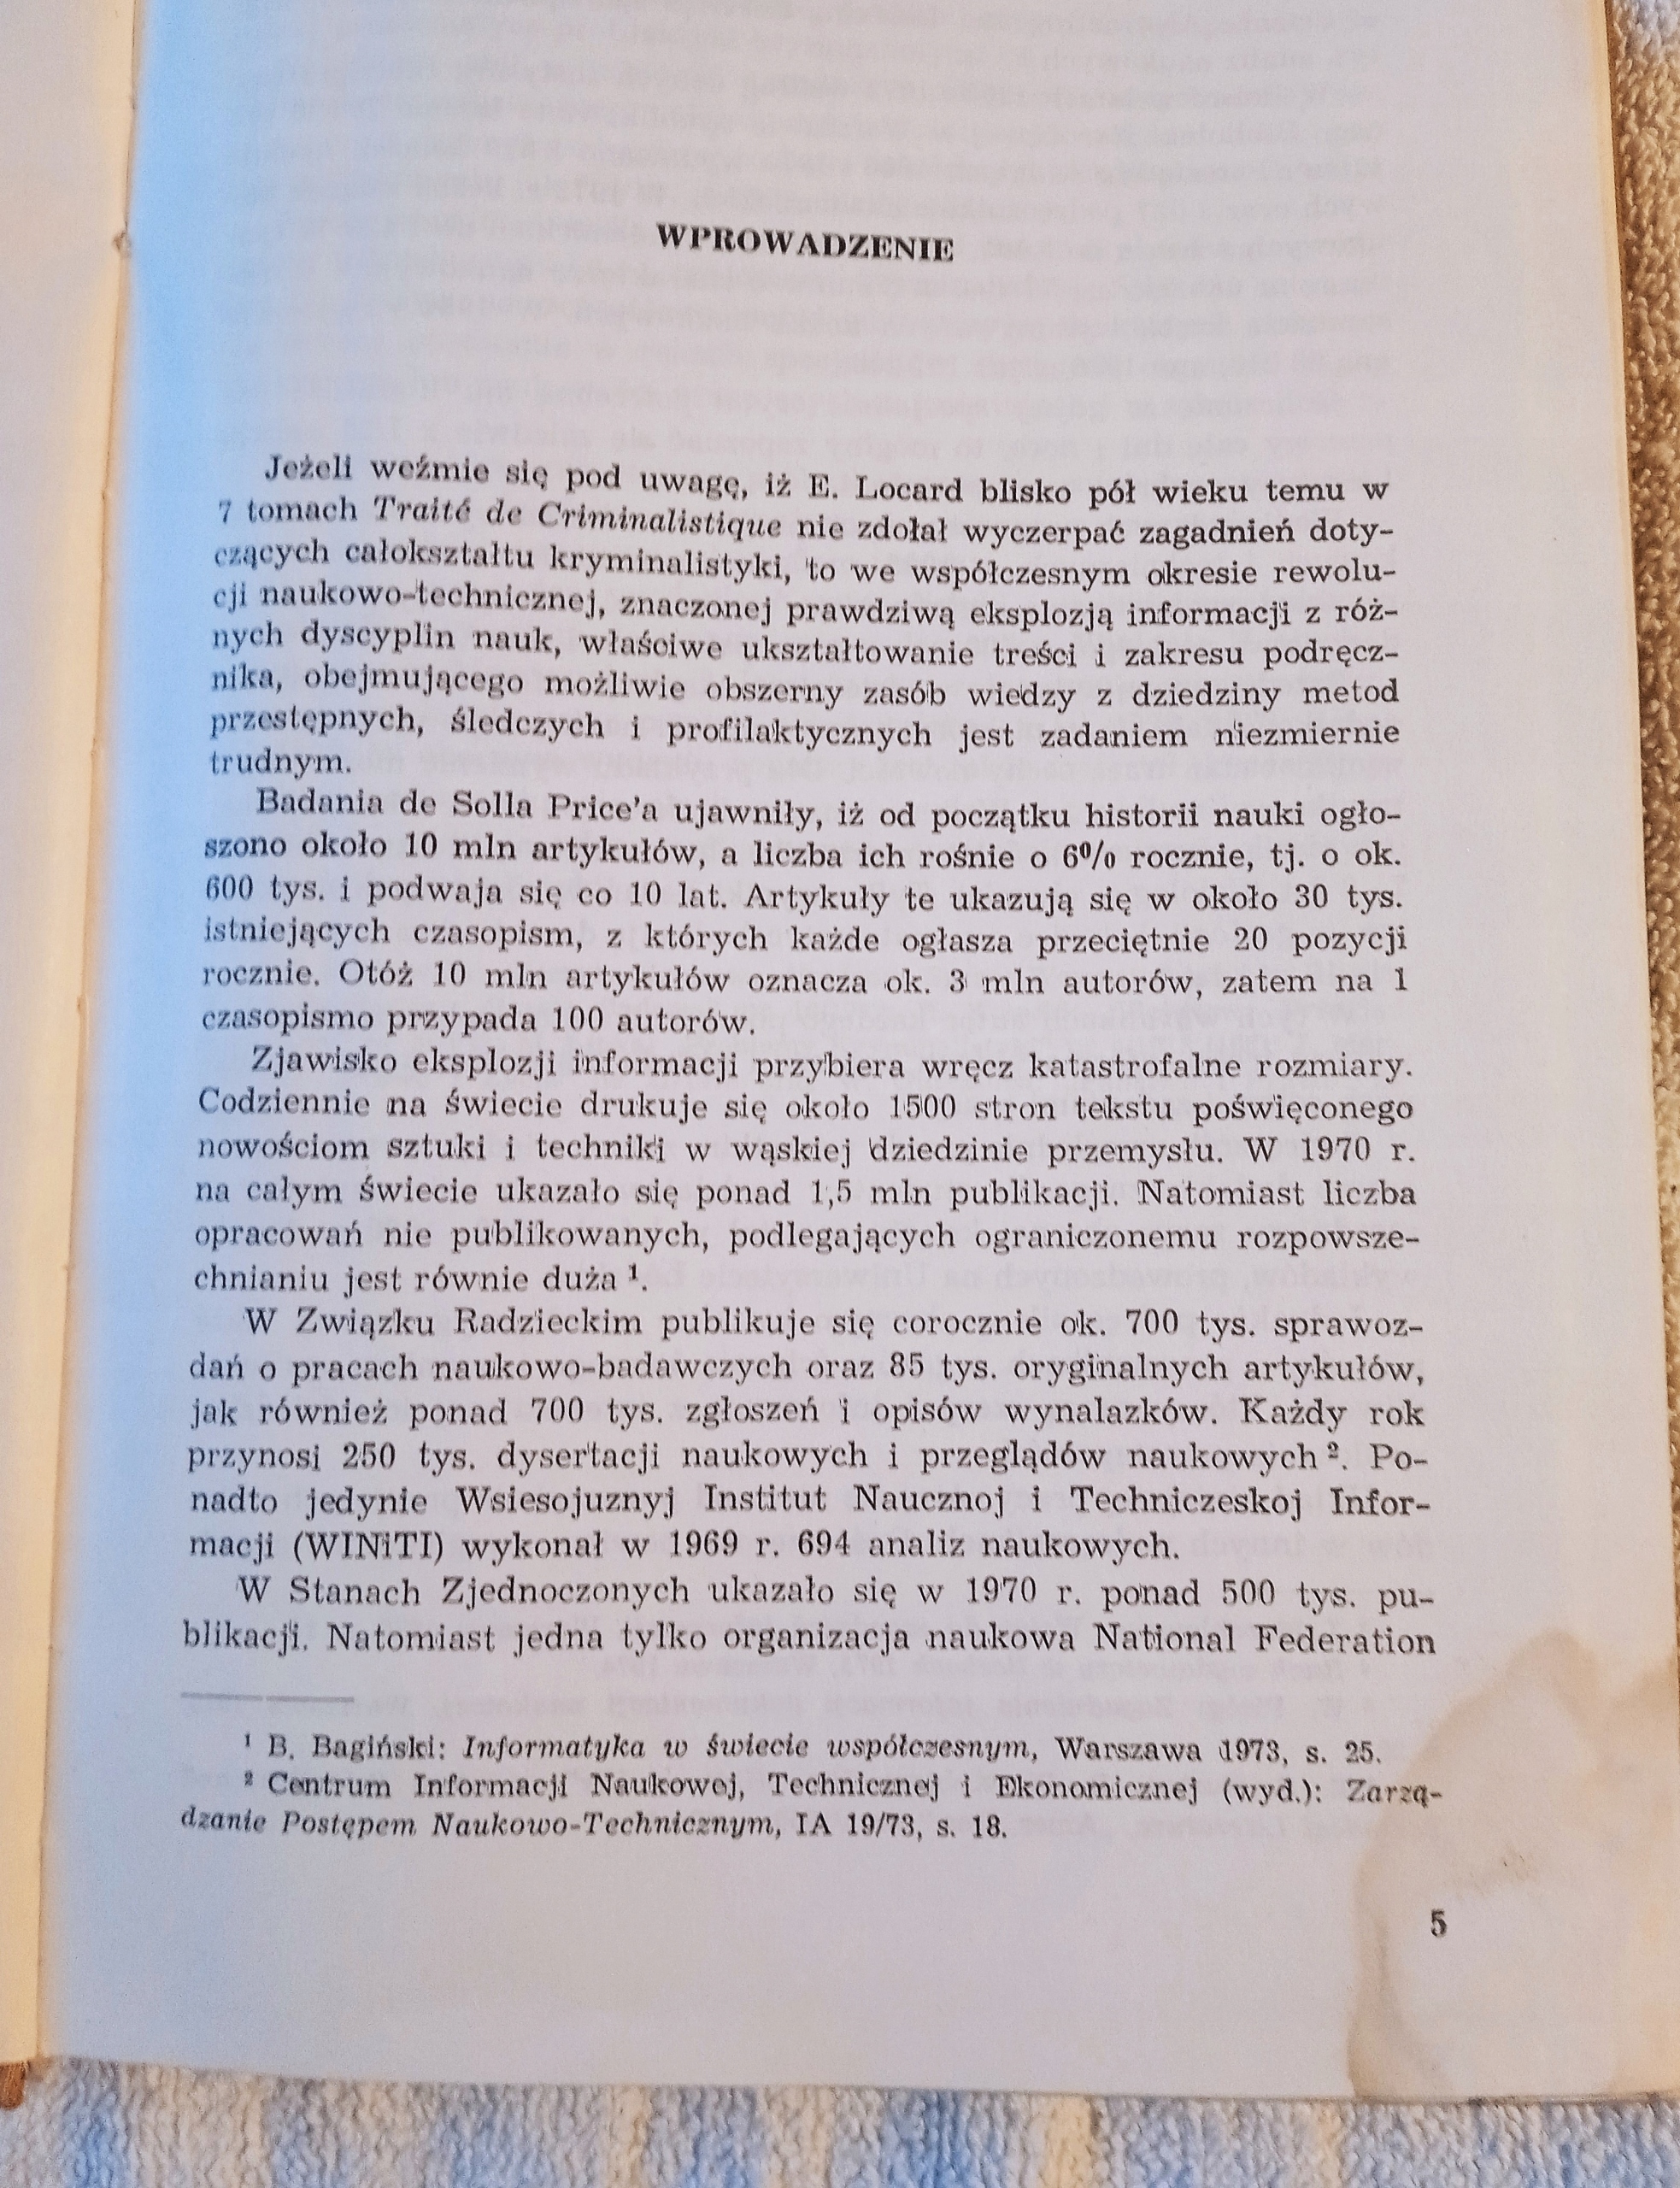 WPROWADZENIE
Jeżeli weźmie się pod uwagę, iż E. Locard blisko pół wieku temu w
7 tomach Traité de Criminalistique nie zdołał wyczerpać zagadnień doty-
czących całokształtu kryminalistyki, to we współczesnym okresie rewolu-
cji naukowo-technicznej, znaczonej prawdziwą eksplozją informacji z róż-
nych dyscyplin nauk, właściwe ukształtowanie treści i zakresu podręcz-
nika, obejmującego możliwie obszerny zasób wiedzy z dziedziny metod
przestępnych, śledczych i profilaktycznych jest zadaniem niezmiernie
trudnym.
Badania de Solla Price'a ujawniły, iż od początku historii nauki ogło-
szono około 10 mln artykułów, a liczba ich rośnie o 6% rocznie, tj. o ok.
600 tys. i podwaja się co 10 lat. Artykuły te ukazują się w około 30 tys.
istniejących czasopism, z których każde ogłasza przeciętnie 20 pozycji
rocznie. Otóż 10 mln artykułów oznacza ok. 3 mln autorów, zatem na 1
czasopismo przypada 100 autorów.
Zjawisko eksplozji informacji przybiera wręcz katastrofalne rozmiary.
Codziennie na świecie drukuje się około 1500 stron tekstu poświęconego
nowościom sztuki i techniki w wąskiej dziedzinie przemysłu. W 1970 r.
na całym świecie ukazało się ponad 1,5 mln publikacji. Natomiast liczba
opracowań nie publikowanych, podlegających ograniczonemu rozpowsze-
chnianiu jest równie duża ¹.
W Związku Radzieckim publikuje się corocznie ok. 700 tys. sprawoz-
dań o pracach naukowo-badawczych oraz 85 tys. oryginalnych artykułów,
jak również ponad 700 tys. zgłoszeń i opisów wynalazków. Każdy rok
przynosi 250 tys. dysertacji naukowych i przeglądów naukowych ². Po-
nadto jedynie Wsiesojuznyj Institut Naucznoj i Techniczeskoj Infor-
macji (WINiTI) wykonał w 1969 r. 694 analiz naukowych.
W Stanach Zjednoczonych ukazało się w 1970 r. ponad 500 tys. pu-
blikacji. Natomiast jedna tylko organizacja naukowa National Federation
¹ B. Bagiński: Informatyka w świecie współczesnym, Warszawa 1973, s. 25.
² Centrum Informacji Naukowej, Technicznej i Ekonomicznej (wyd.): Zarzą-
dzanie Postępem Naukowo-Technicznym, IA 19/73, s. 18.
5